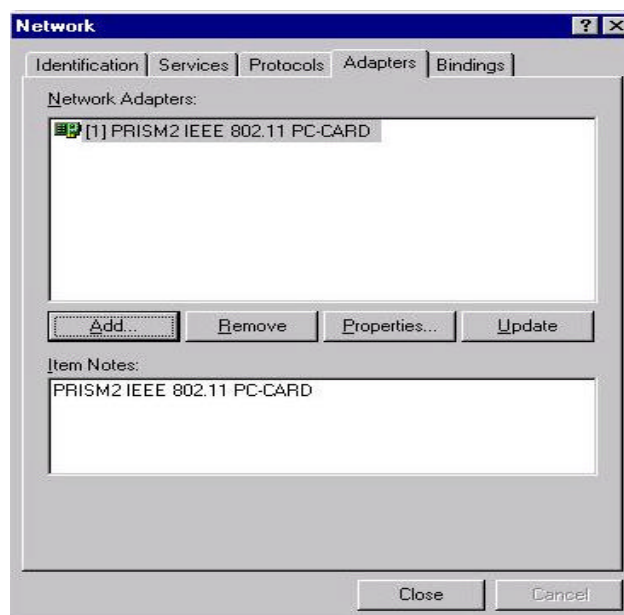 Network
Identification Services Protocols Adapters Bindings
Network Adapters:
[1] PRISM2 IEEE 802.11 PC-CARD
Add... Remove Properties... Update
Item Notes:
PRISM2 IEEE 802.11 PC-CARD
Close Cancel